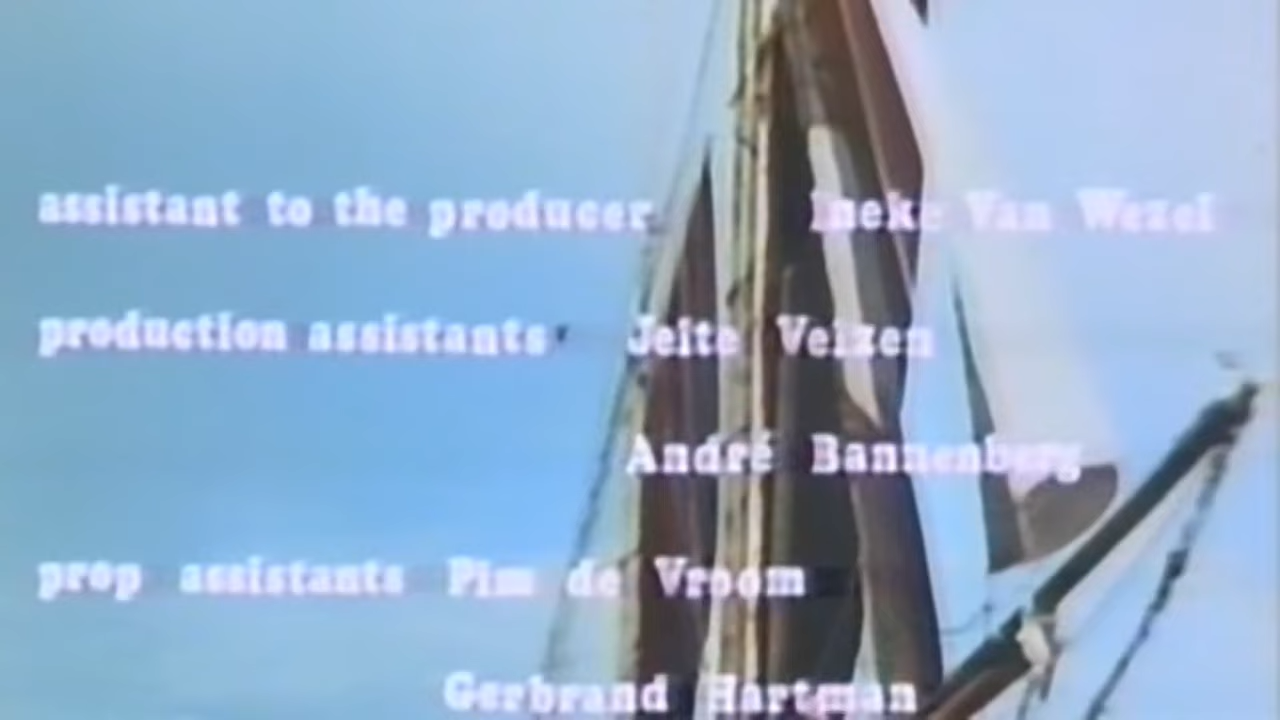 assistant to the producer Ineke Van Wezel
production assistants Jelte Velzen
André Bannenberg
prop assistants Pim de Vroom
Gerbrand Hartman